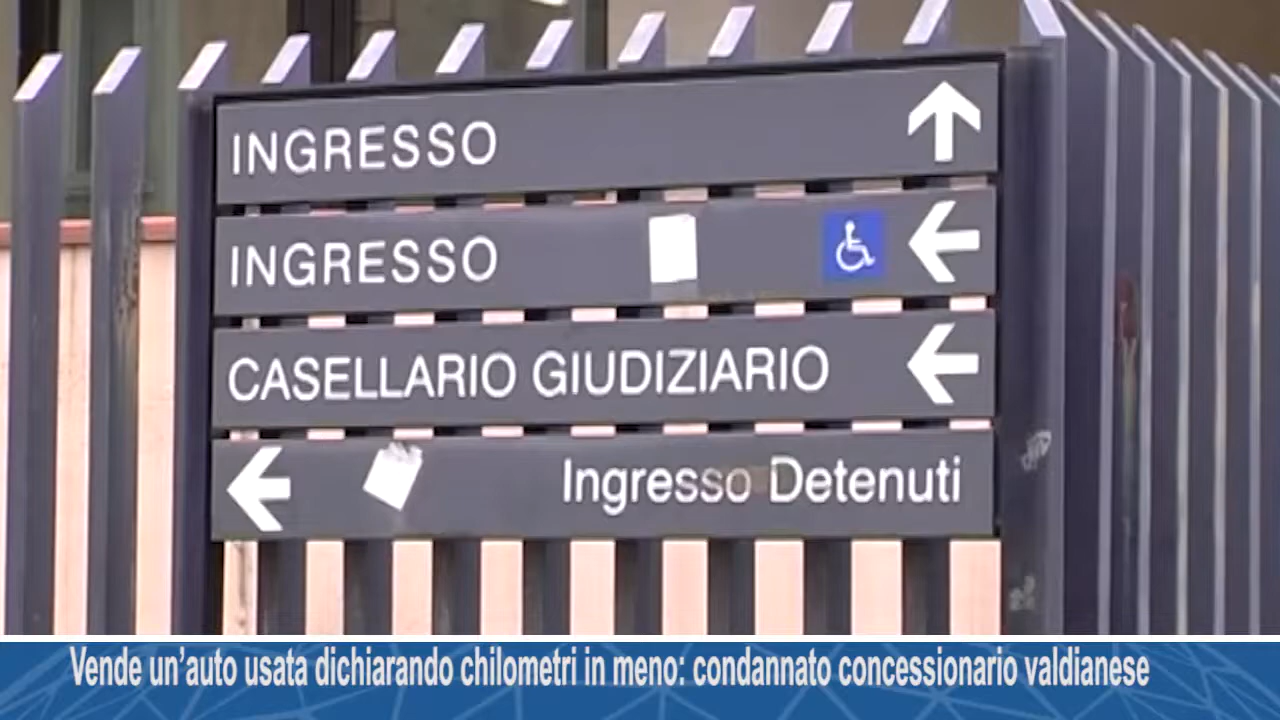 INGRESSO
INGRESSO
CASELLARIO GIUDIZIARIO
Ingresso Detenuti
Vende un'auto usata dichiarando chilometri in meno: condannato concessionario valdianese